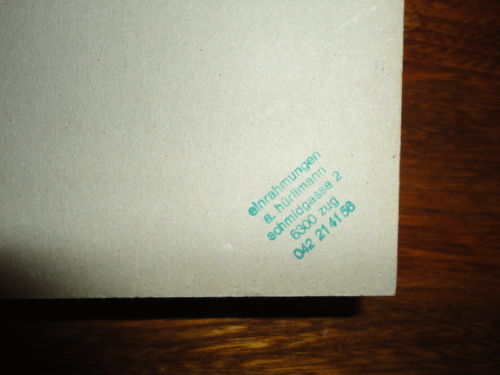 einrahmungen
a. hürlimann
schmidgasse 2
6300 zug
042 21 41 56